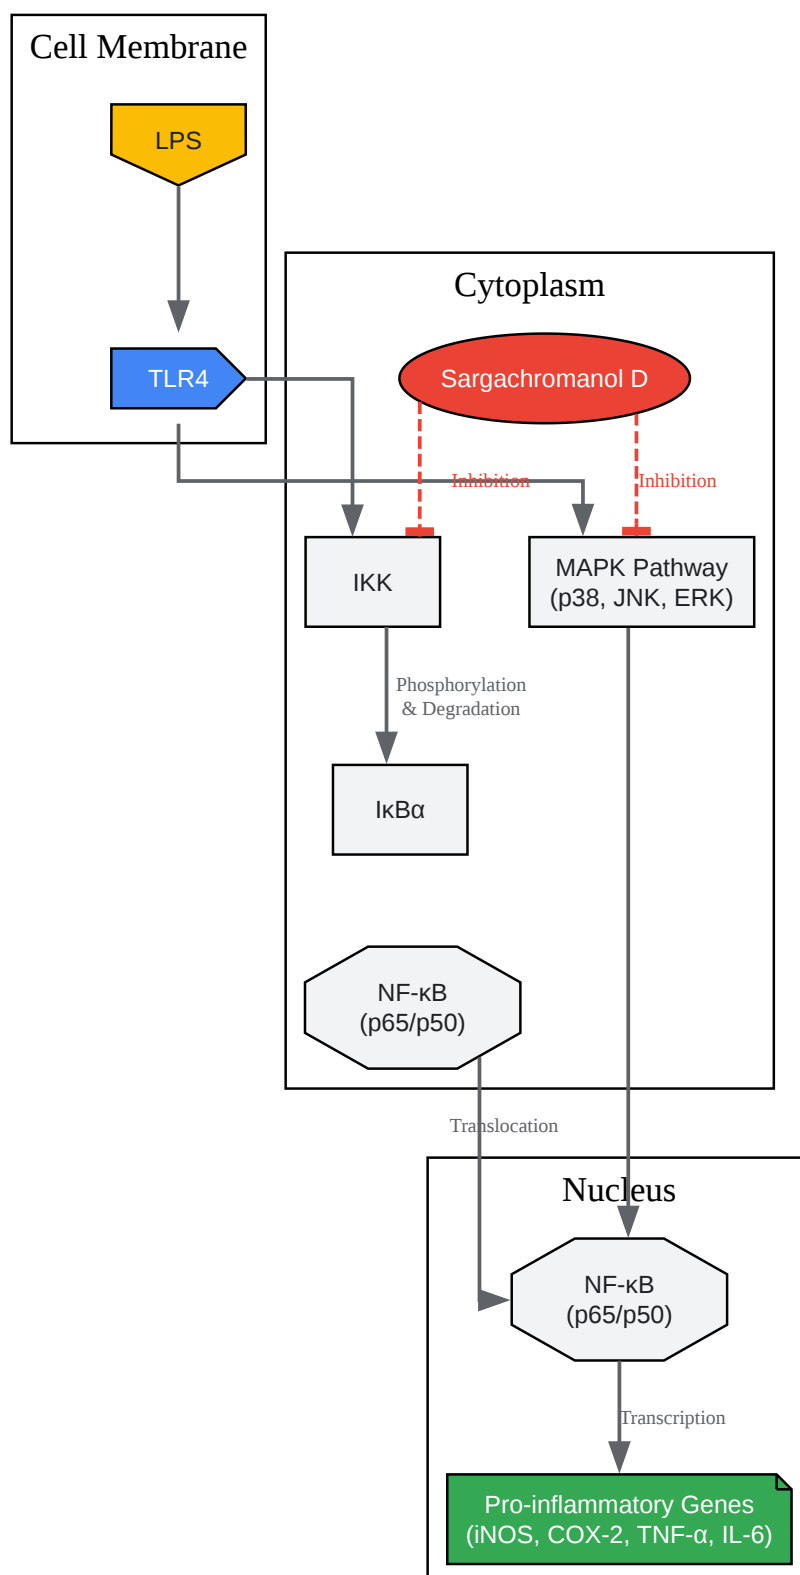 Cell Membrane
LPS
TLR4
Cytoplasm
Sargachromanol D
Inhibition
Inhibition
IKK
MAPK Pathway
(p38, JNK, ERK)
Phosphorylation
& Degradation
IκBα
NF-κB
(p65/p50)
Translocation
Nucleus
NF-κB
(p65/p50)
Transcription
Pro-inflammatory Genes
(iNOS, COX-2, TNF-α, IL-6)